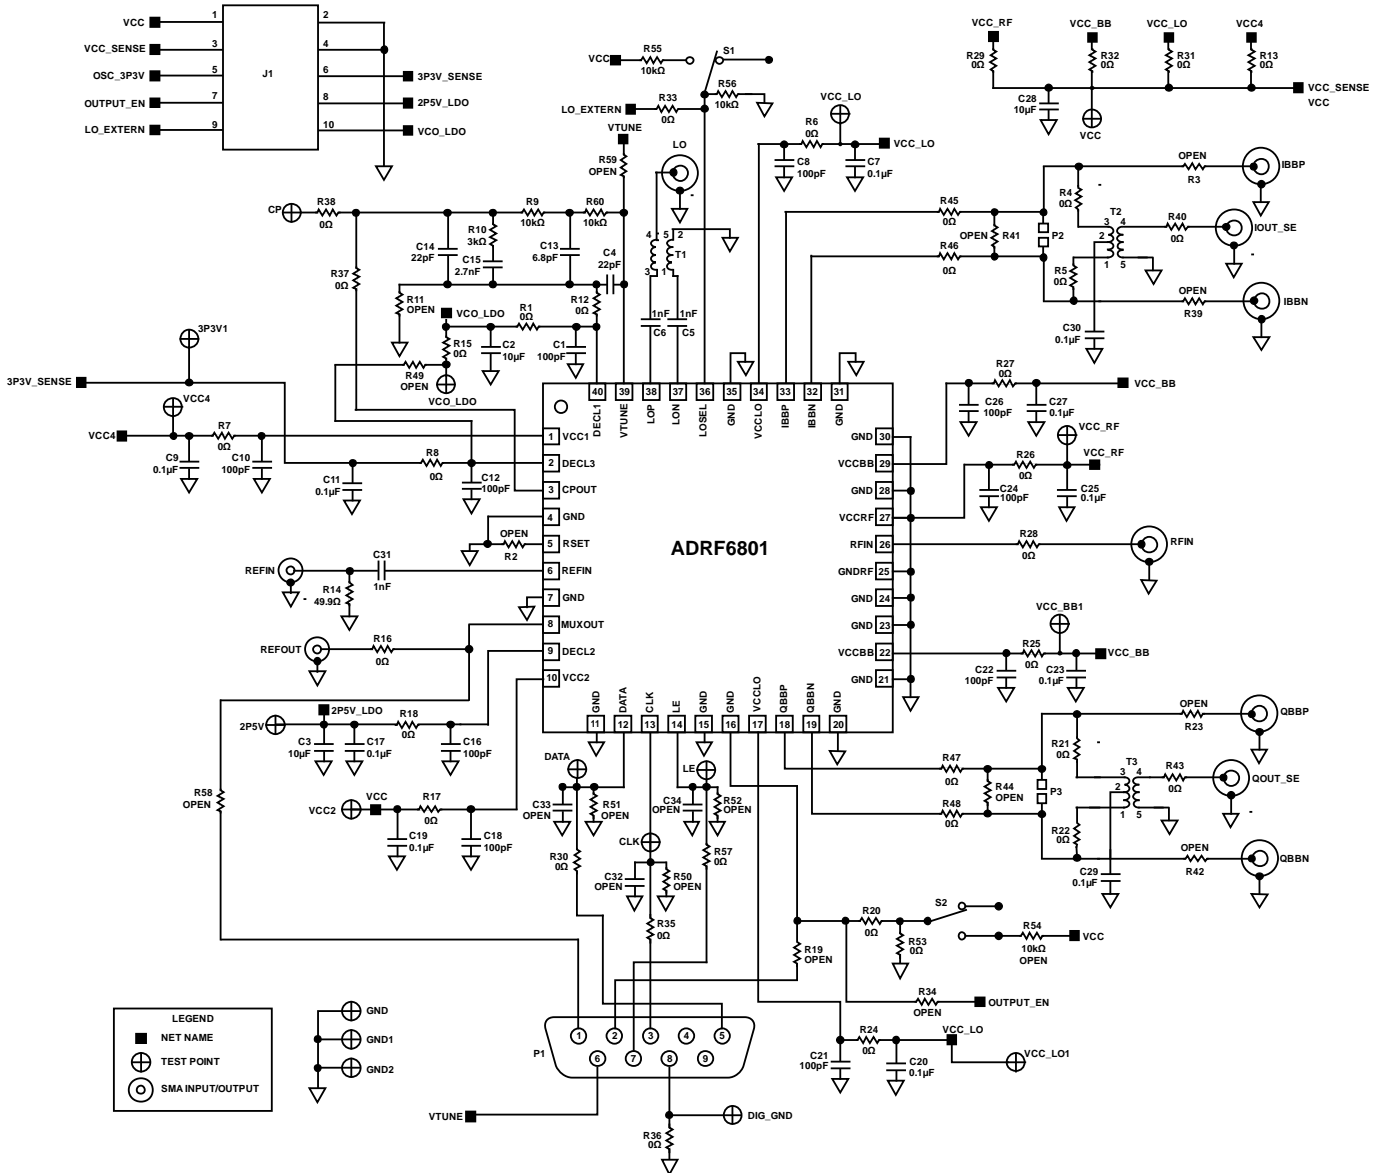 VCC 1 2
VCC_SENSE 3 4
OSC_3P3V 5 6 3P3V_SENSE
J1
OUTPUT_EN 7 8 2P5V_LDO
LO_EXTERN 9 10 VCO_LDO
VCC R55 10kΩ S1
R56 10kΩ
LO_EXTERN R33 0Ω
VTUNE
R59 OPEN
LO
VCC_LO
R6 0Ω
VCC_LO
C8 100pF
C7 0.1µF
VCC_RF VCC_BB VCC_LO VCC4
R29 0Ω
R32 0Ω
R31 0Ω
R13 0Ω
VCC_SENSE
VCC
C28 10µF
VCC
CP R38 0Ω
R9 10kΩ
R60 10kΩ
R10 3kΩ
C14 22pF
C15 2.7nF
C13 6.8pF
C4 22pF
R37 0Ω
R11 OPEN
R12 0Ω
4 5 2
T1
3 1
1nF C6
1nF C5
VCO_LDO
R1 0Ω
R15 0Ω
C2 10µF
C1 100pF
R49 OPEN
VCO_LDO
OPEN R3
IBBP
R4 0Ω
R45 0Ω
T2
3 4
2
1 5
R40 0Ω
IOUT_SE
OPEN R41
P2
R46 0Ω
R5 0Ω
OPEN R39
IBBN
C30 0.1µF
3P3V1
3P3V_SENSE
VCC4
VCC4 R7 0Ω
C9 0.1µF
C10 100pF
R8 0Ω
C11 0.1µF
C12 100pF
OPEN R2
REFIN
C31 1nF
R14 49.9Ω
REFOUT
R16 0Ω
40 39 38 37 36 35 34 33 32 31
DECL1 VTUNE LOP LON LOSEL GND VCCLO IBBP IBBN GND
1 VCC1
2 DECL3
3 CPOUT
4 GND
5 RSET
6 REFIN
7 GND
8 MUXOUT
9 DECL2
10 VCC2
ADRF6801
GND 30
VCCBB 29
GND 28
VCCRF 27
RFIN 26
GNDRF 25
GND 24
GND 23
VCCBB 22
GND 21
GND DATA CLK LE GND GND VCCLO QBBP QBBN GND
11 12 13 14 15 16 17 18 19 20
R27 0Ω
VCC_BB
C26 100pF
C27 0.1µF
VCC_RF
R26 0Ω
VCC_RF
C24 100pF
C25 0.1µF
R28 0Ω
RFIN
VCC_BB1
R25 0Ω
VCC_BB
C22 100pF
C23 0.1µF
2P5V
2P5V_LDO
R18 0Ω
C3 10µF
C17 0.1µF
C16 100pF
R58 OPEN
VCC2
VCC
R17 0Ω
C19 0.1µF
C18 100pF
DATA
C33 OPEN
R51 OPEN
R30 0Ω
LE
C34 OPEN
R52 OPEN
CLK
C32 OPEN
R50 OPEN
R57 0Ω
R35 0Ω
OPEN R23
QBBP
R21 0Ω
R47 0Ω
T3
3 4
2
1 5
R43 0Ω
QOUT_SE
R44 OPEN
P3
R48 0Ω
R22 0Ω
OPEN R42
QBBN
C29 0.1µF
R20 0Ω
S2
R53 0Ω
R54 10kΩ OPEN
VCC
R19 OPEN
R34 OPEN
OUTPUT_EN
R24 0Ω
VCC_LO
VCC_LO1
C21 100pF
C20 0.1µF
LEGEND
NET NAME
TEST POINT
SMA INPUT/OUTPUT
GND
GND1
GND2
P1
1 2 3 4 5
6 7 8 9
VTUNE
DIG_GND
R36 0Ω